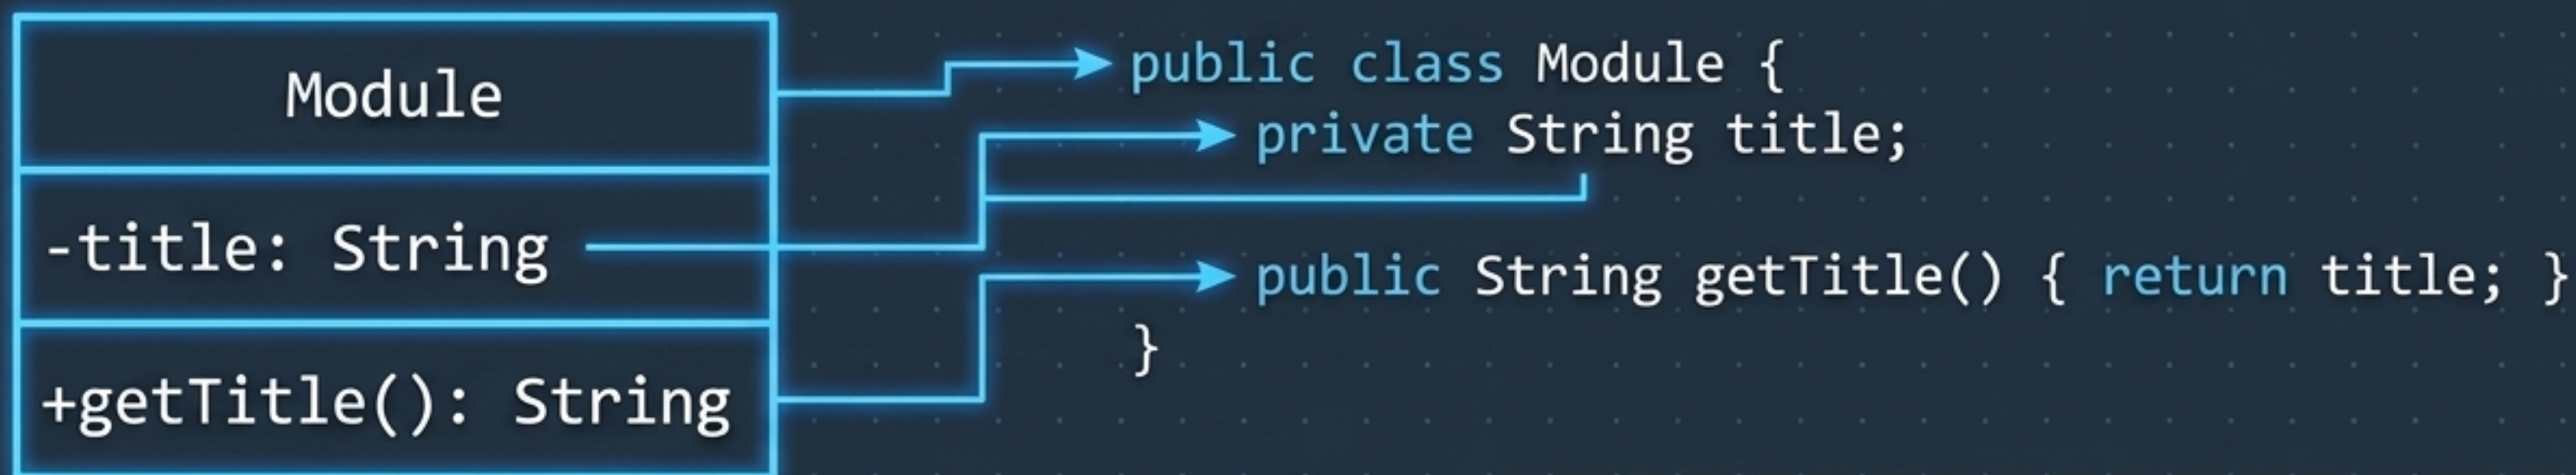 Module
-title: String
+getTitle(): String
public class Module {
private String title;
public String getTitle() { return title; }
}